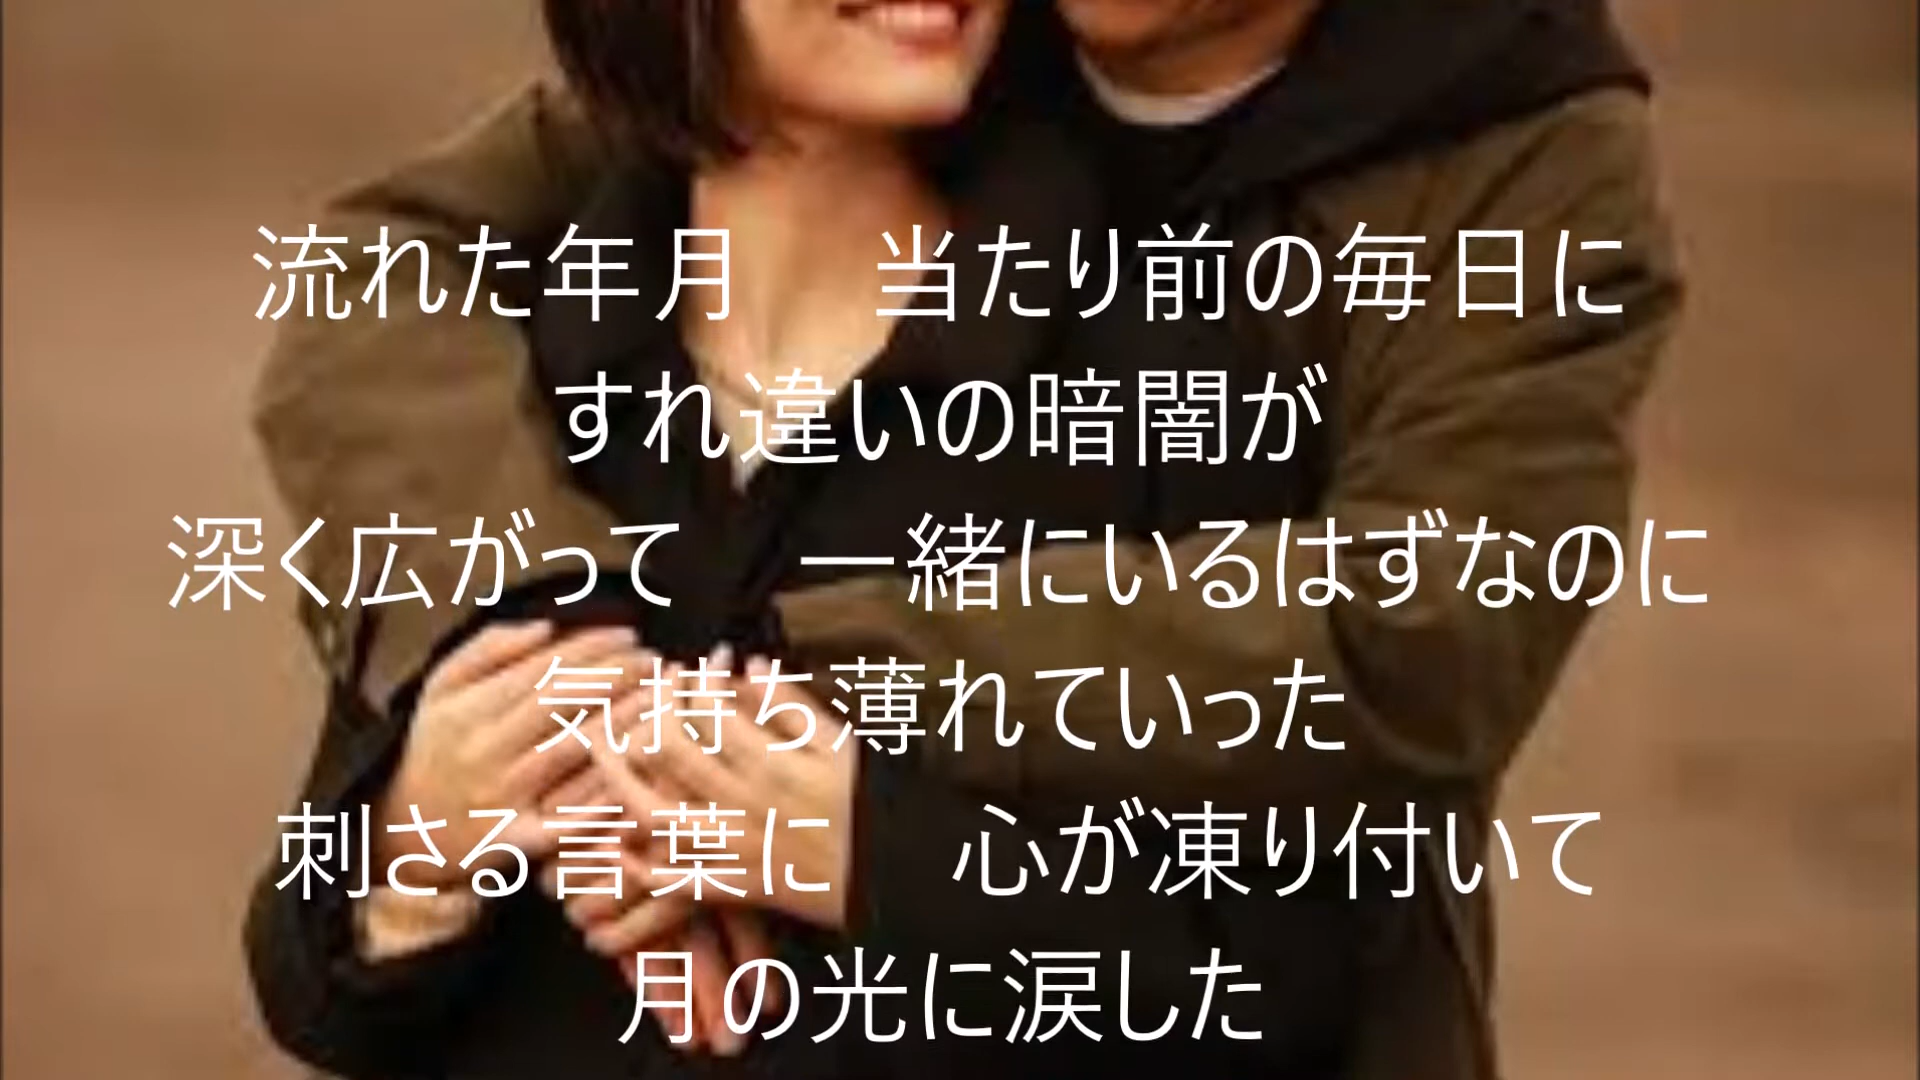 流れた年月　当たり前の毎日に
すれ違いの暗闇が
深く広がって　一緒にいるはずなのに
気持ち薄れていった
刺さる言葉に　心が凍り付いて
月の光に涙した